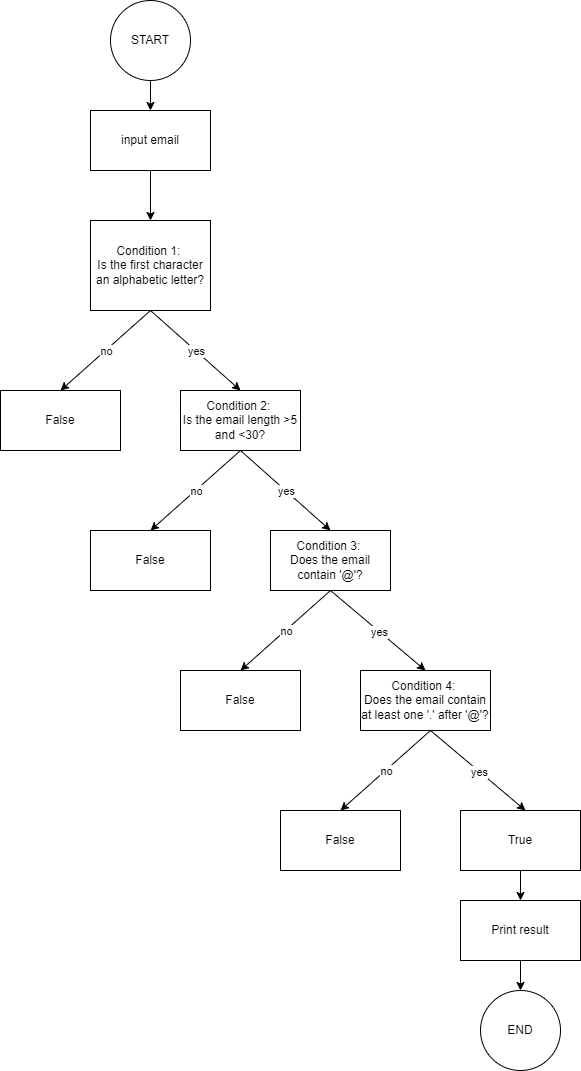 START
input email
Condition 1:
Is the first character
an alphabetic letter?
no
yes
False
Condition 2:
Is the email length >5
and <30?
no
yes
False
Condition 3:
Does the email
contain '@'?
no
yes
False
Condition 4:
Does the email contain
at least one '.' after '@'?
no
yes
False
True
Print result
END